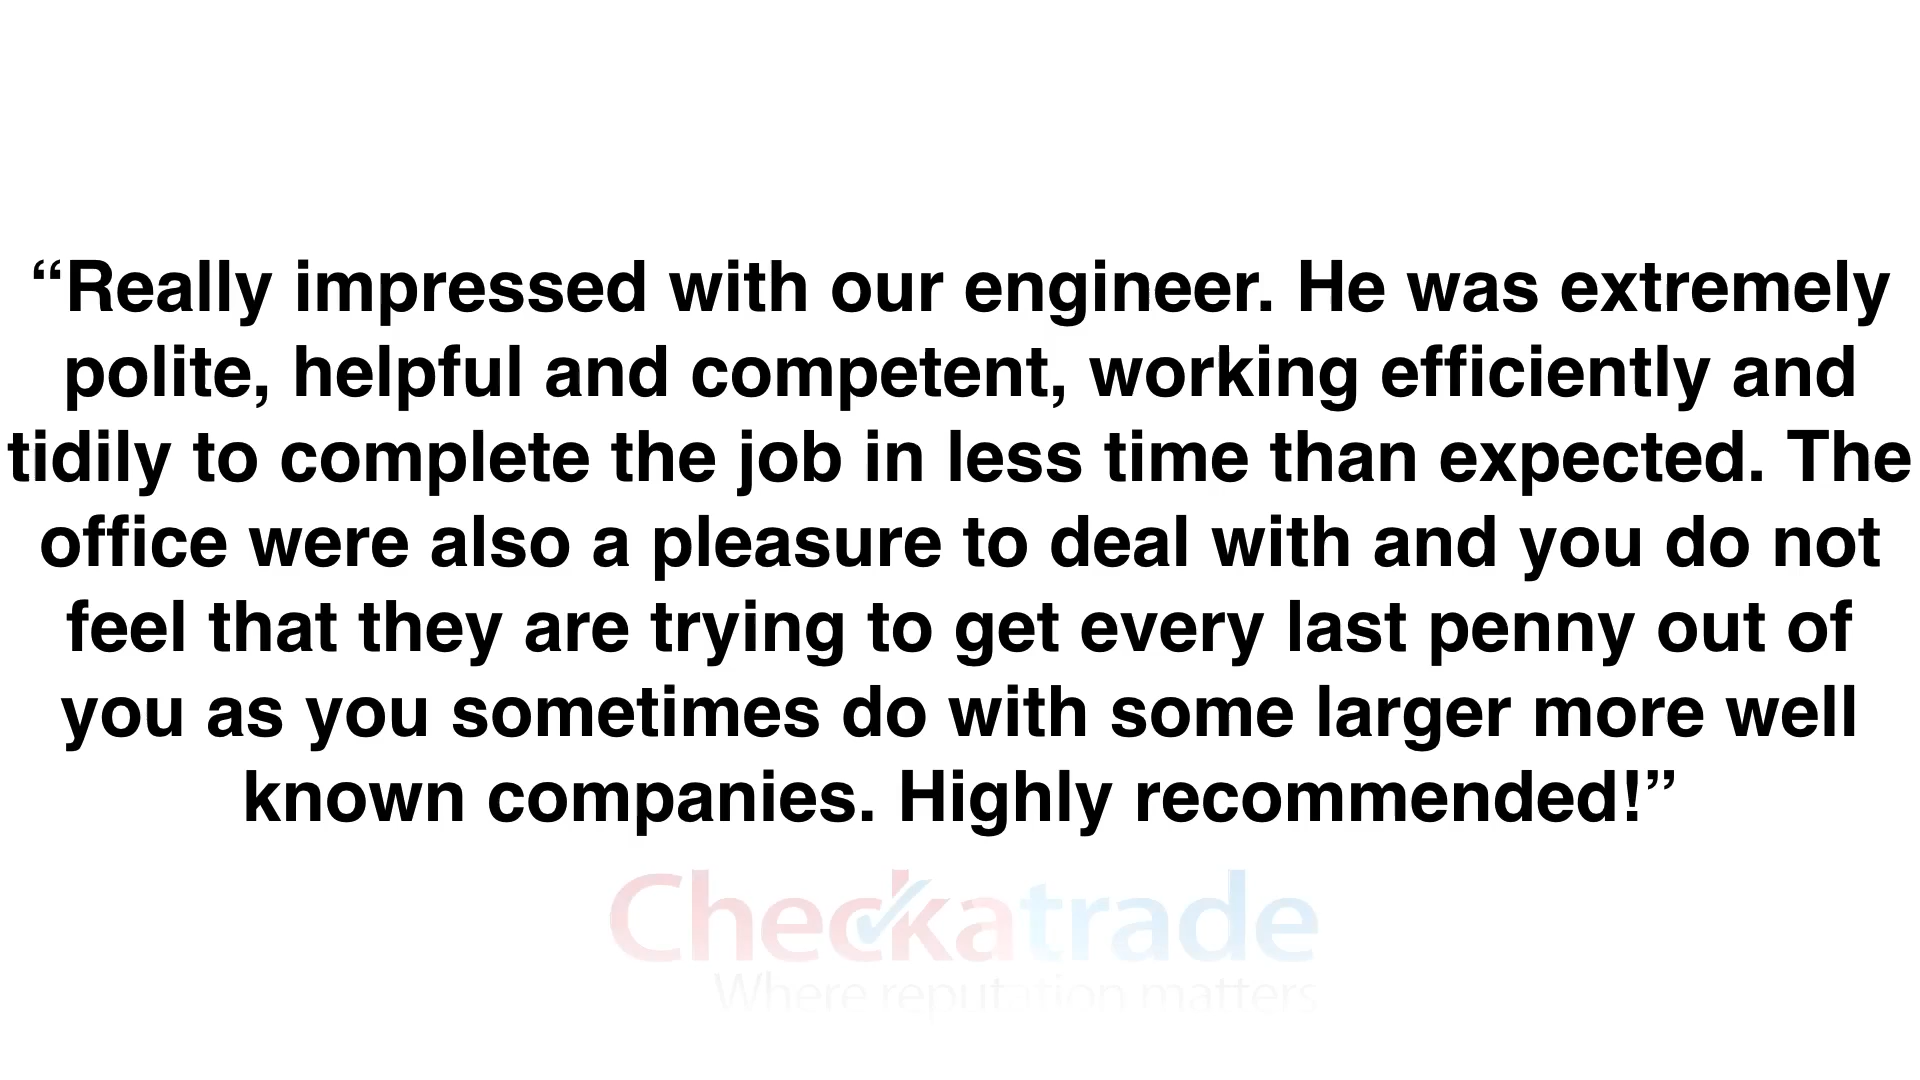 “Really impressed with our engineer. He was extremely
polite, helpful and competent, working efficiently and
tidily to complete the job in less time than expected. The
office were also a pleasure to deal with and you do not
feel that they are trying to get every last penny out of
you as you sometimes do with some larger more well
known companies. Highly recommended!”
Checkatrade
Where reputation matters